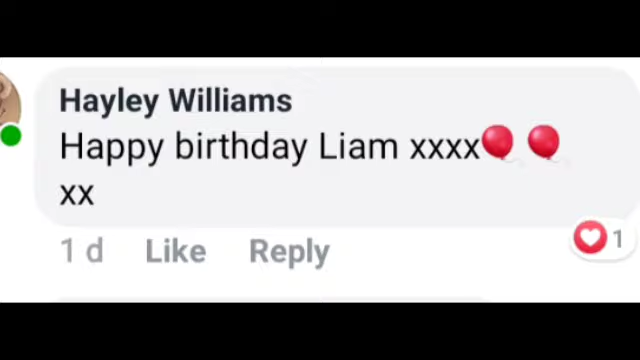 Hayley Williams
Happy birthday Liam xxxx🎈🎈
xx
1 d Like Reply
1